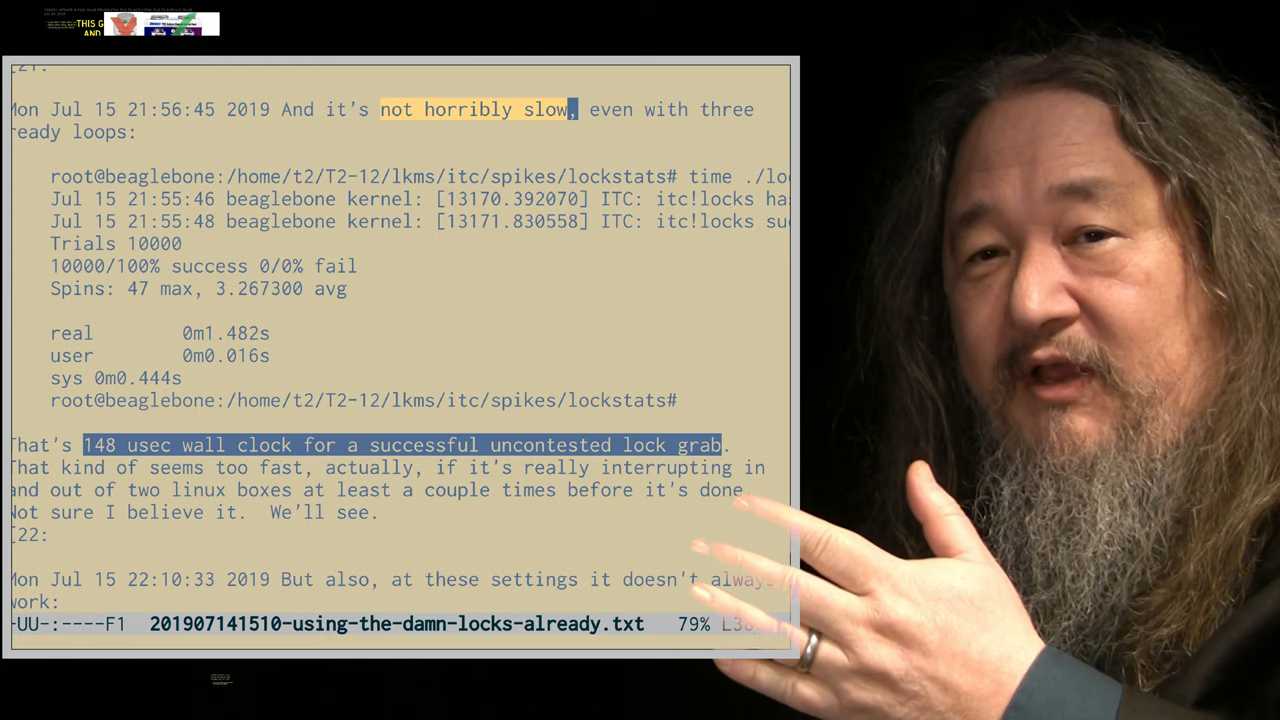 THIS G
AND
[21:
Mon Jul 15 21:56:45 2019 And it's not horribly slow, even with three
ready loops:
root@beaglebone:/home/t2/T2-12/lkms/itc/spikes/lockstats# time ./loc
Jul 15 21:55:46 beaglebone kernel: [13170.392070] ITC: itc!locks has
Jul 15 21:55:48 beaglebone kernel: [13171.830558] ITC: itc!locks suc
Trials 10000
10000/100% success 0/0% fail
Spins: 47 max, 3.267300 avg
real 0m1.482s
user 0m0.016s
sys 0m0.444s
root@beaglebone:/home/t2/T2-12/lkms/itc/spikes/lockstats#
That's 148 usec wall clock for a successful uncontested lock grab.
That kind of seems too fast, actually, if it's really interrupting in
and out of two linux boxes at least a couple times before it's done.
Not sure I believe it. We'll see.
[22:
Mon Jul 15 22:10:33 2019 But also, at these settings it doesn't always
work:
-UU-:----F1 201907141510-using-the-damn-locks-already.txt 79%